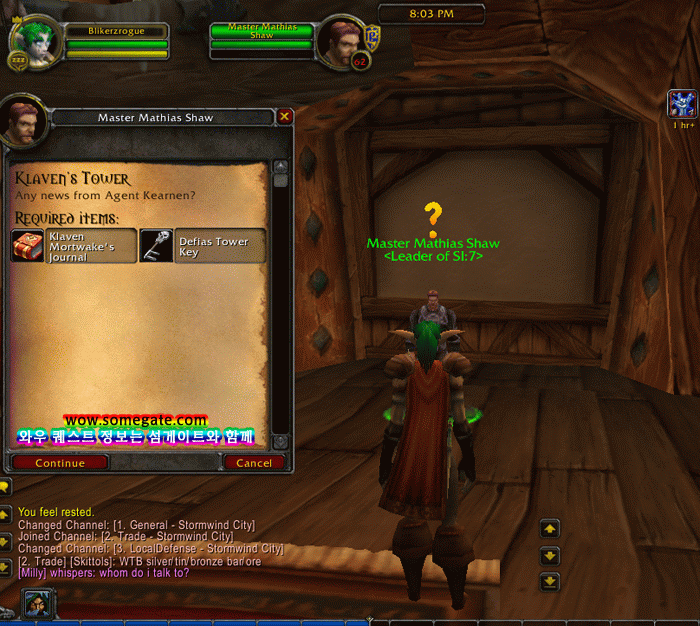 8:03 PM
Blikerzrogue
Master Mathias
Shaw
zzz
62
Master Mathias Shaw
1 hr+
Klaven's Tower
Any news from Agent Kearnen?
Required items:
Klaven
Mortwake's
Journal
Defias Tower
Key
Master Mathias Shaw
<Leader of SI:7>
wow.somegate.com
와우 퀘스트 정보는 섬게이트와 함께
Continue
Cancel
You feel rested.
Changed Channel: [1. General - Stormwind City]
Joined Channel: [2. Trade - Stormwind City]
Changed Channel: [3. LocalDefense - Stormwind City]
[2. Trade] [Skittols]: WTB silver/tin/bronze bar/ore
[Milly] whispers: whom do i talk to?